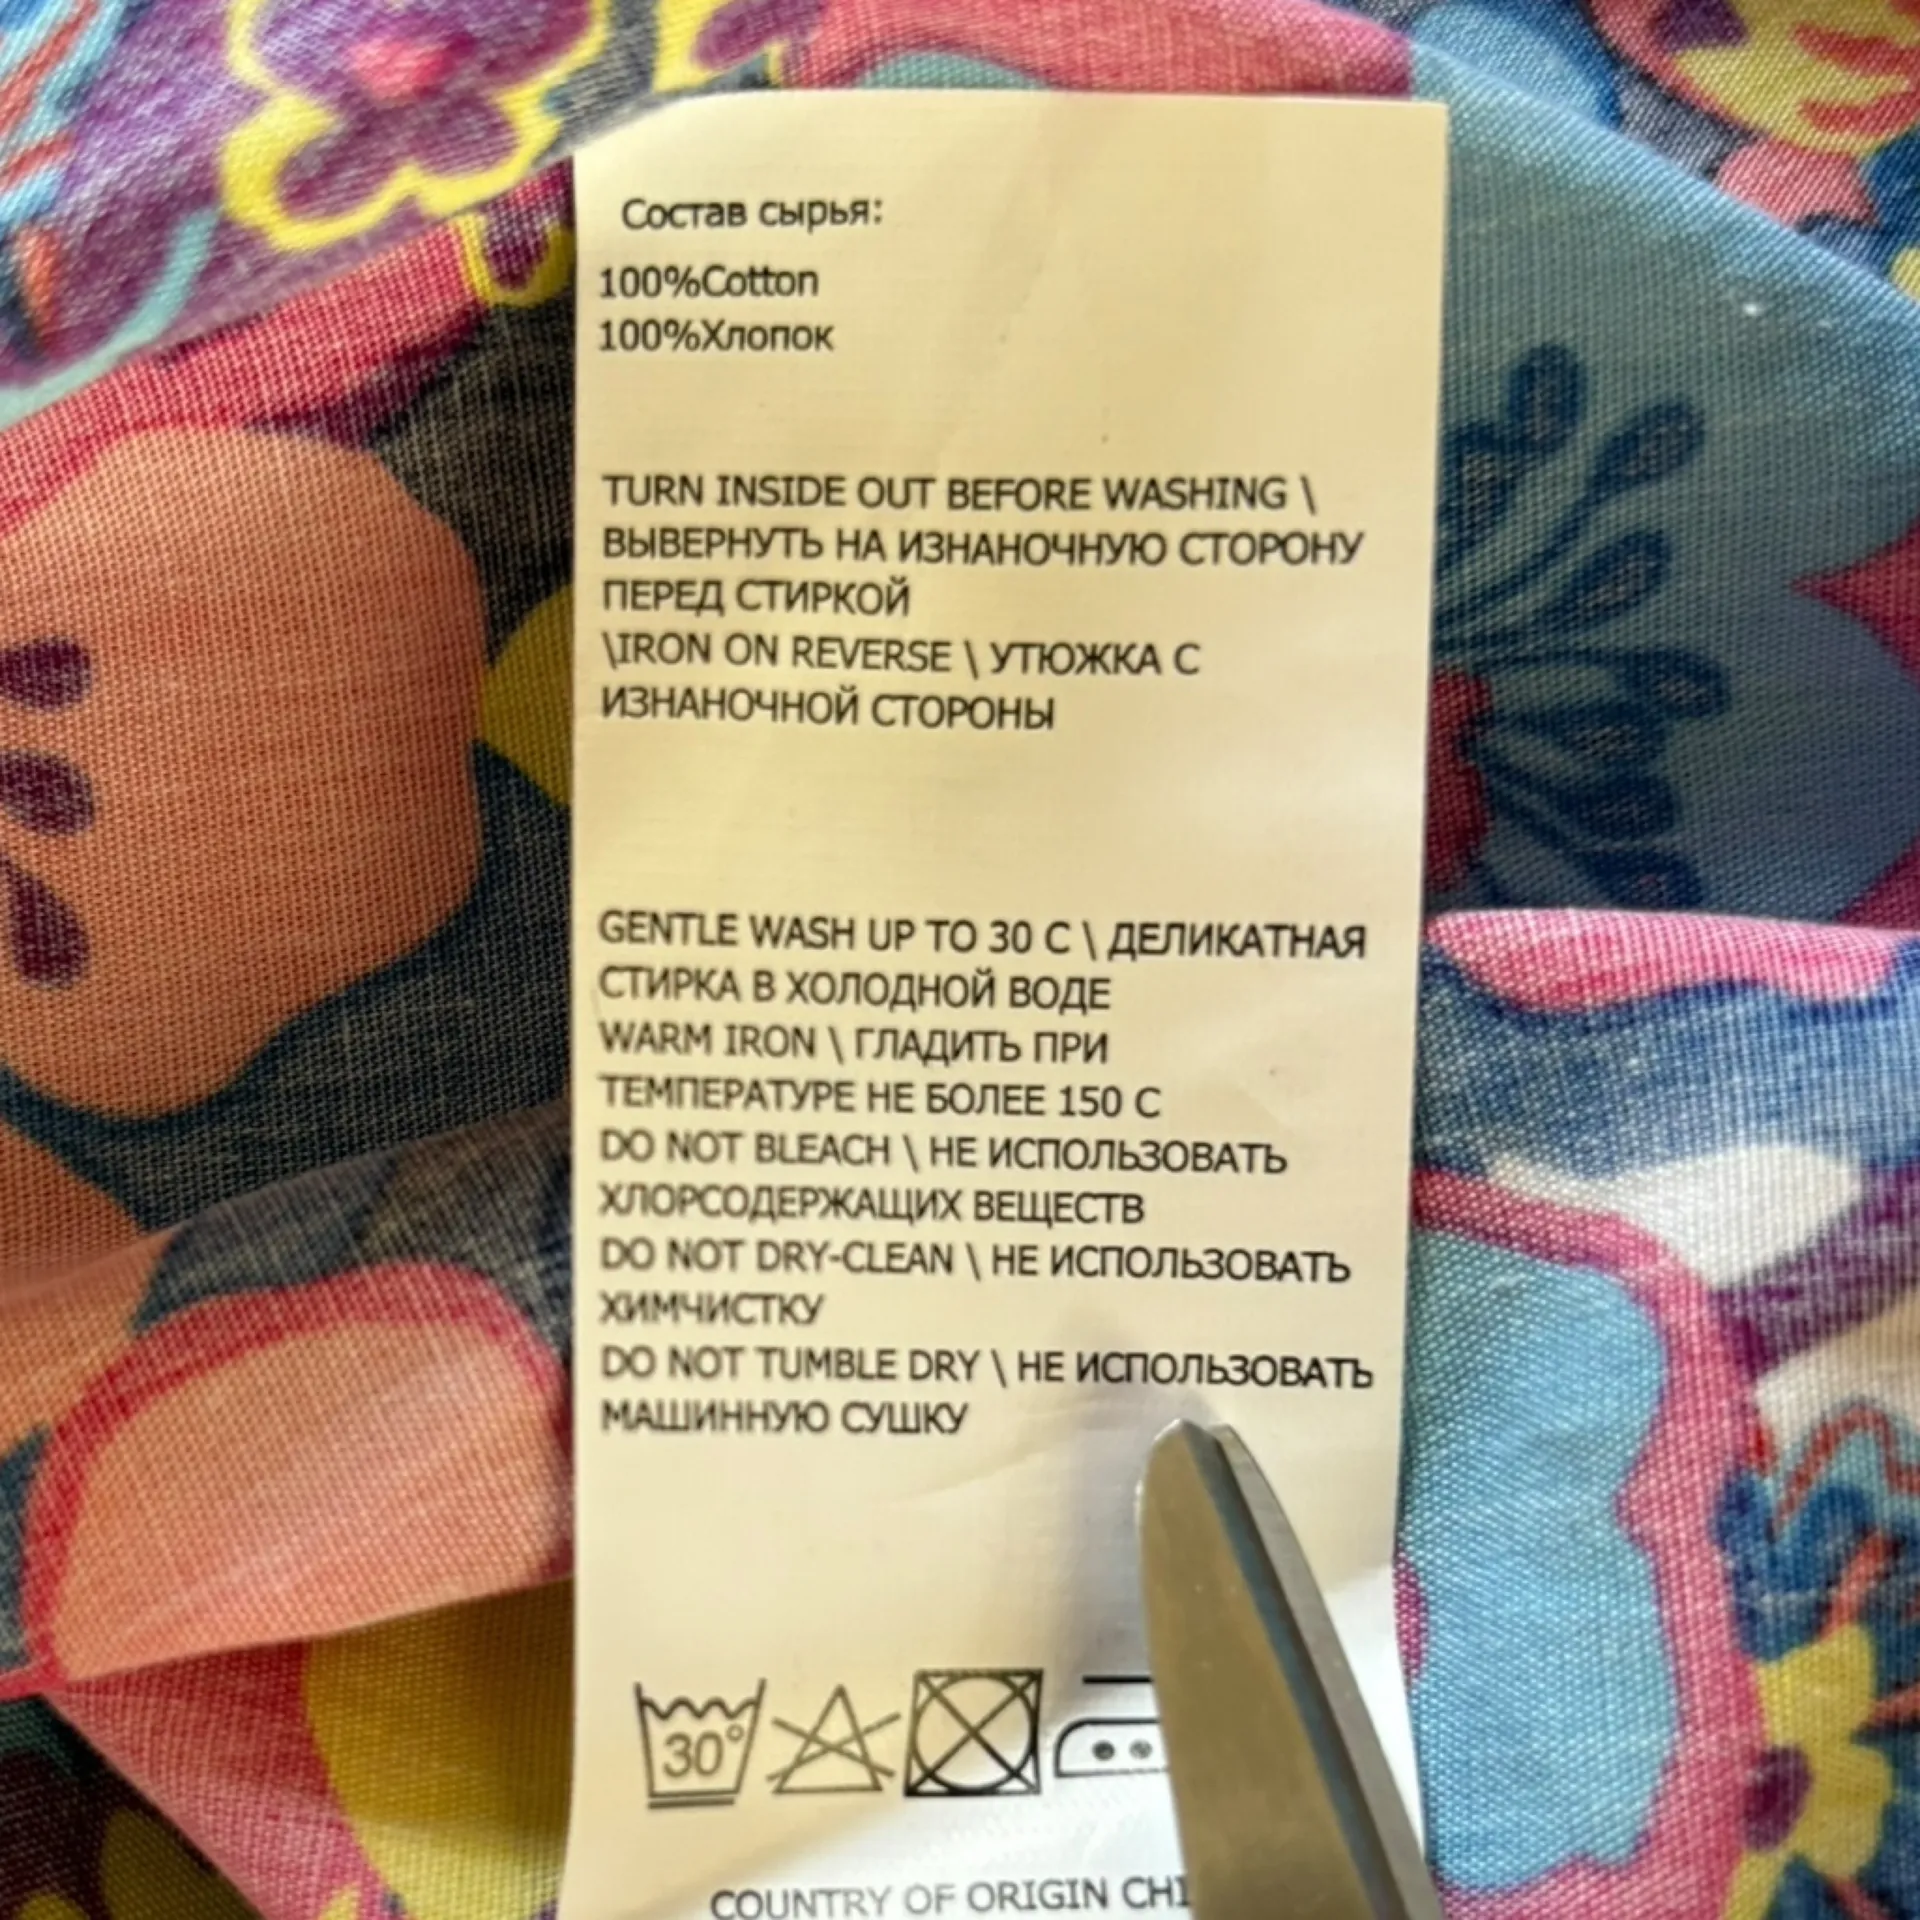 Состав сырья:
100%Cotton
100%Хлопок
TURN INSIDE OUT BEFORE WASHING \
ВЫВЕРНУТЬ НА ИЗНАНОЧНУЮ СТОРОНУ
ПЕРЕД СТИРКОЙ
\IRON ON REVERSE \ УТЮЖКА С
ИЗНАНОЧНОЙ СТОРОНЫ
GENTLE WASH UP TO 30 C \ ДЕЛИКАТНАЯ
СТИРКА В ХОЛОДНОЙ ВОДЕ
WARM IRON \ ГЛАДИТЬ ПРИ
ТЕМПЕРАТУРЕ НЕ БОЛЕЕ 150 С
DO NOT BLEACH \ НЕ ИСПОЛЬЗОВАТЬ
ХЛОРСОДЕРЖАЩИХ ВЕЩЕСТВ
DO NOT DRY-CLEAN \ НЕ ИСПОЛЬЗОВАТЬ
ХИМЧИСТКУ
DO NOT TUMBLE DRY \ НЕ ИСПОЛЬЗОВАТЬ
МАШИННУЮ СУШКУ
30°
COUNTRY OF ORIGIN